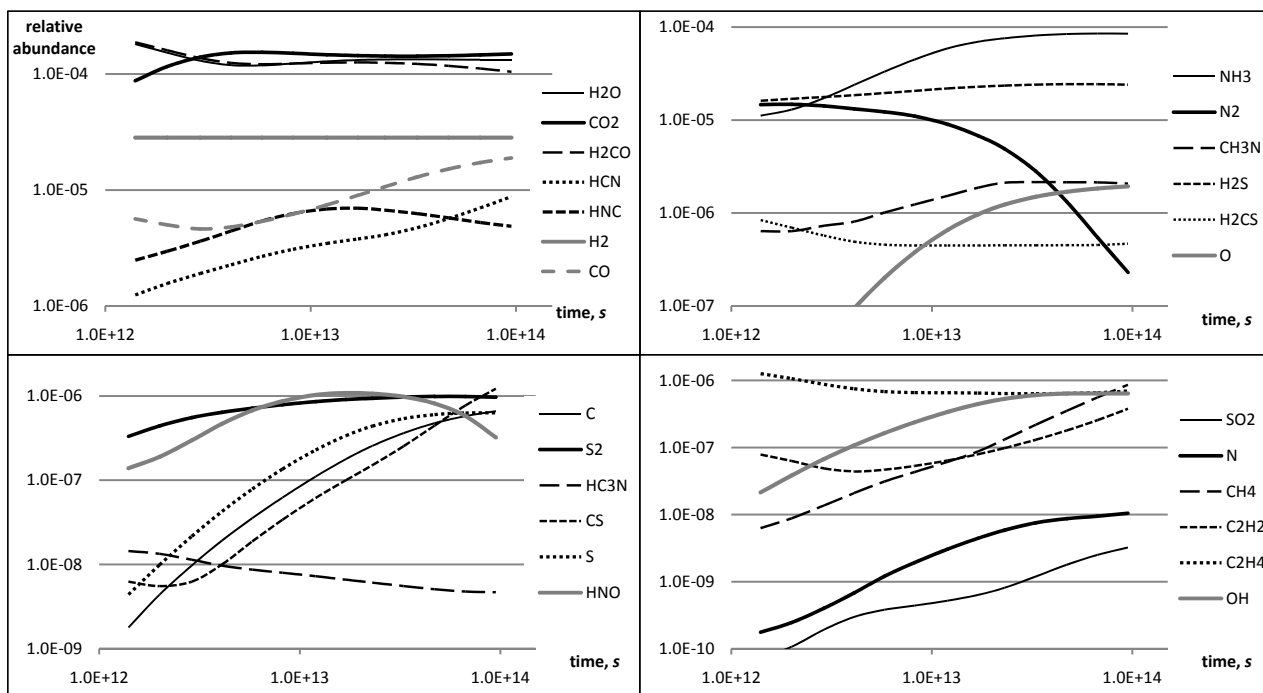 relative
abundance
1.0E-04
1.0E-05
1.0E-06
1.0E+12
1.0E+13
1.0E+14
time, s
H2O
CO2
H2CO
HCN
HNC
H2
CO
1.0E-04
1.0E-05
1.0E-06
1.0E-07
1.0E+12
1.0E+13
1.0E+14
time, s
NH3
N2
CH3N
H2S
H2CS
O
1.0E-06
1.0E-07
1.0E-08
1.0E-09
1.0E+12
1.0E+13
1.0E+14
time, s
C
S2
HC3N
CS
S
HNO
1.0E-06
1.0E-07
1.0E-08
1.0E-09
1.0E-10
1.0E+12
1.0E+13
1.0E+14
time, s
SO2
N
CH4
C2H2
C2H4
OH